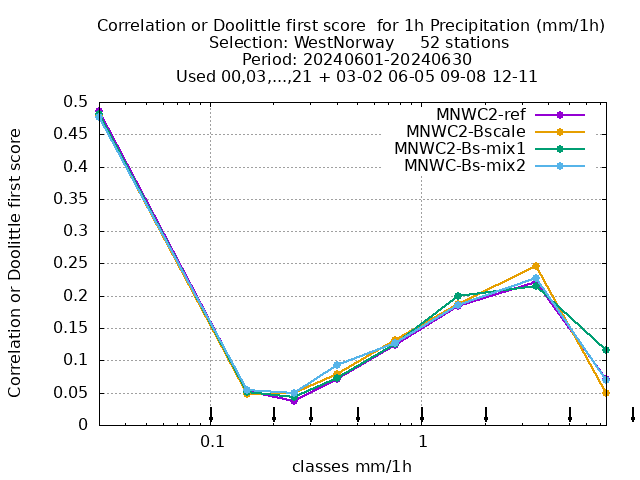 Correlation or Doolittle first score  for 1h Precipitation (mm/1h)
Selection: WestNorway     52 stations
Period: 20240601-20240630
Used 00,03,...,21 + 03-02 06-05 09-08 12-11
MNWC2-ref
MNWC2-Bscale
MNWC2-Bs-mix1
MNWC-Bs-mix2
Correlation or Doolittle first score
0.5
0.45
0.4
0.35
0.3
0.25
0.2
0.15
0.1
0.05
0
0.1
1
classes mm/1h